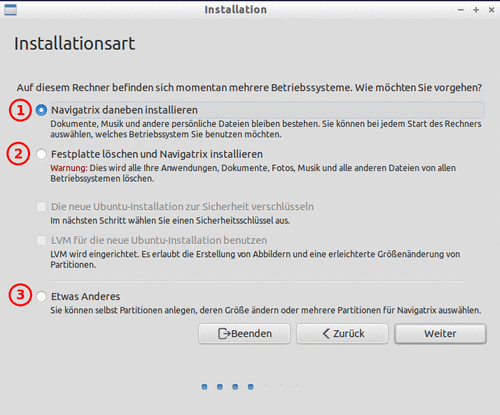 Installation
Installationsart
Auf diesem Rechner befinden sich momentan mehrere Betriebssysteme. Wie möchten Sie vorgehen?
1 Navigatrix daneben installieren
Dokumente, Musik und andere persönliche Dateien bleiben bestehen. Sie können bei jedem Start des Rechners
auswählen, welches Betriebssystem Sie benutzen möchten.
2 Festplatte löschen und Navigatrix installieren
Warnung: Dies wird alle Ihre Anwendungen, Dokumente, Fotos, Musik und alle anderen Dateien von allen
Betriebssystemen löschen.
Die neue Ubuntu-Installation zur Sicherheit verschlüsseln
Im nächsten Schritt wählen Sie einen Sicherheitsschlüssel aus.
LVM für die neue Ubuntu-Installation benutzen
LVM wird eingerichtet. Es erlaubt die Erstellung von Abbildern und eine erleichterte Größenänderung von
Partitionen.
3 Etwas Anderes
Sie können selbst Partitionen anlegen, deren Größe ändern oder mehrere Partitionen für Navigatrix auswählen.
Beenden Zurück Weiter